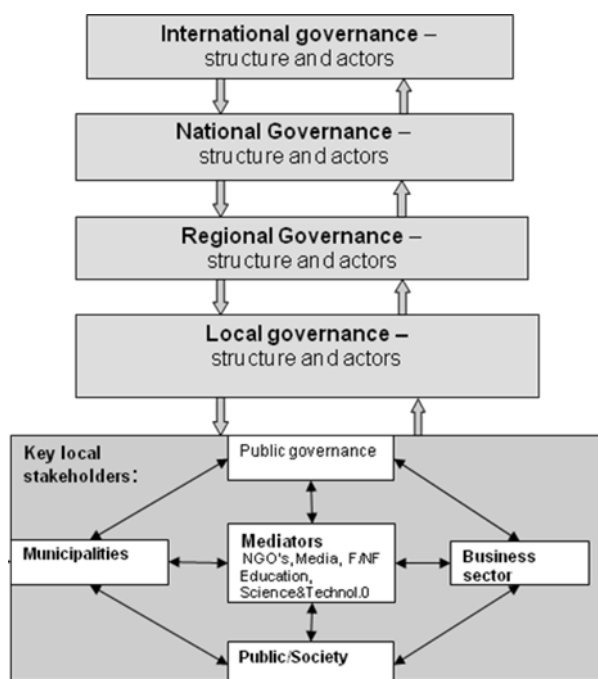 International governance –
structure and actors
National Governance –
structure and actors
Regional Governance –
structure and actors
Local governance –
structure and actors
Key local
stakeholders:
Public governance
Municipalities
Mediators
NGO's, Media, F/NF
Education,
Science&Technol.0
Business
sector
Public/Society